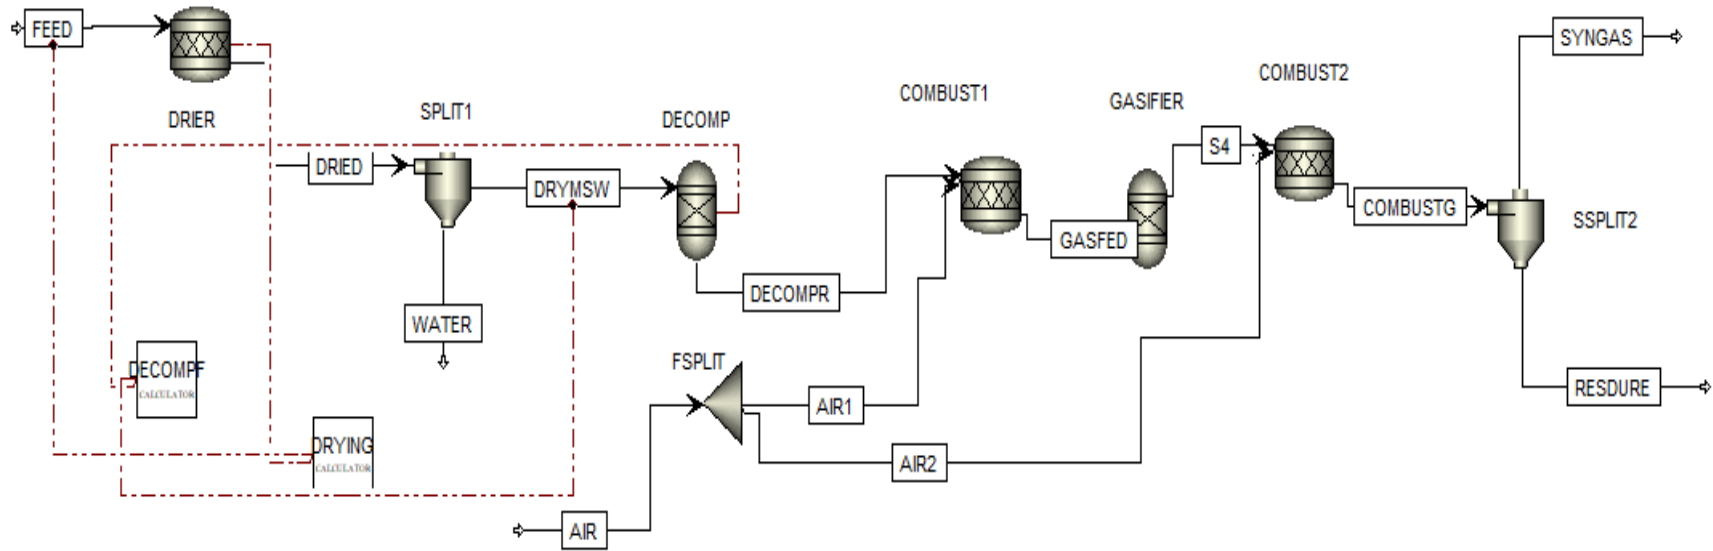 FEED
DRIER
SPLIT1
DECOMP
COMBUST1
GASIFIER
COMBUST2
SYNGAS
DRIED
DRYMSW
S4
COMBUSTG
SSPLIT2
GASFED
DECOMPR
WATER
DECOMPF
CALCULATOR
FSPLIT
AIR1
RESDURE
DRYING
CALCULATOR
AIR2
AIR